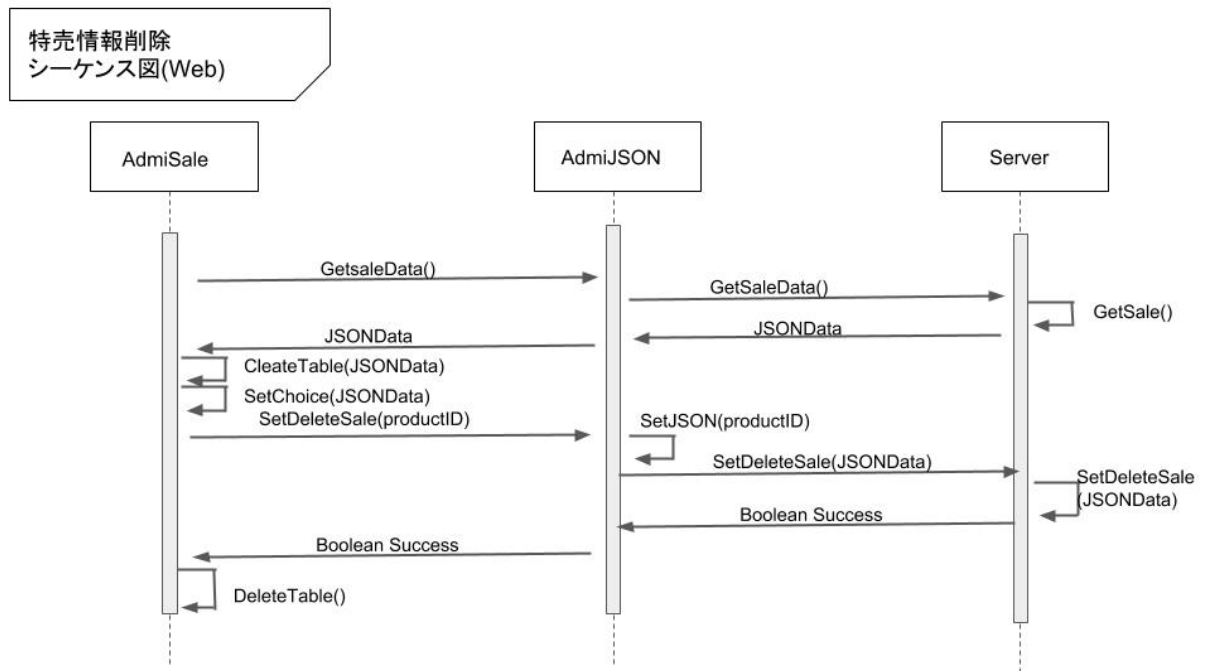 特売情報削除
シーケンス図(Web)
AdmiSale
AdmiJSON
Server
GetsaleData()
GetSaleData()
GetSale()
JSONData
JSONData
CleateTable(JSONData)
SetChoice(JSONData)
SetDeleteSale(productID)
SetJSON(productID)
SetDeleteSale(JSONData)
SetDeleteSale
(JSONData)
Boolean Success
Boolean Success
DeleteTable()